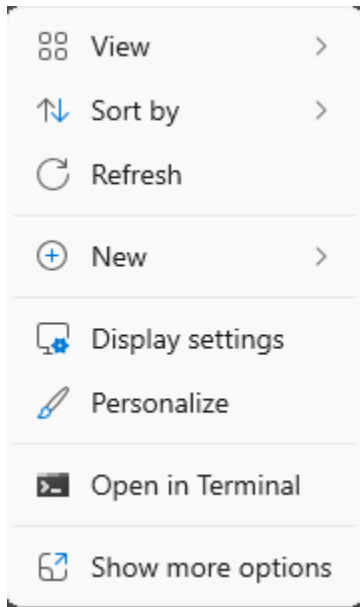 View
Sort by
Refresh
New
Display settings
Personalize
Open in Terminal
Show more options